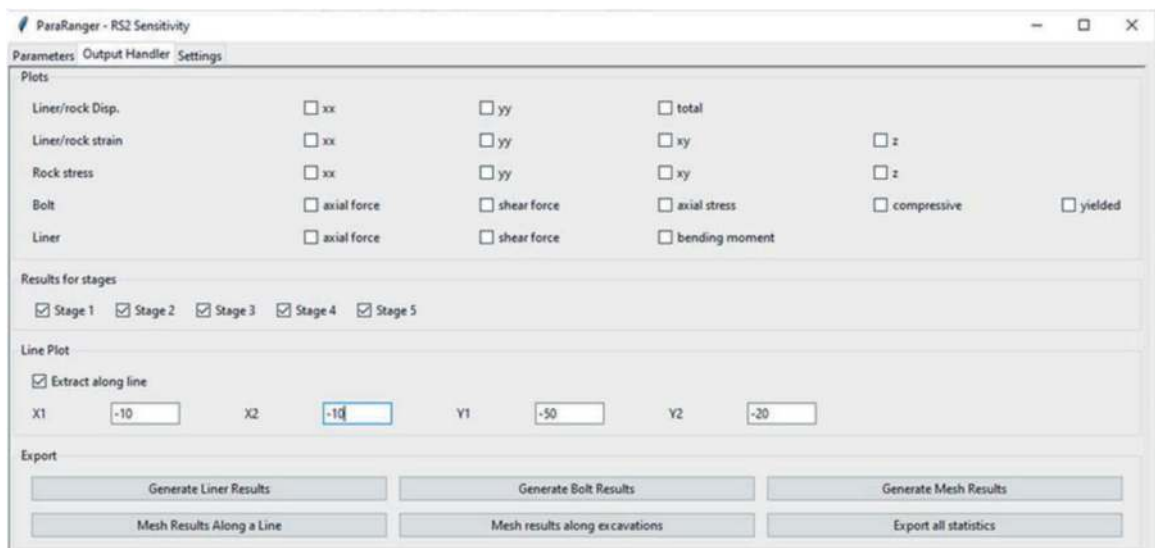 ParaRanger - RS2 Sensitivity
Parameters Output Handler Settings
Plots
Liner/rock Disp. xx yy total
Liner/rock strain xx yy xy z
Rock stress xx yy xy z
Bolt axial force shear force axial stress compressive yielded
Liner axial force shear force bending moment
Results for stages
Stage 1 Stage 2 Stage 3 Stage 4 Stage 5
Line Plot
Extract along line
X1 -10 X2 -10 Y1 -50 Y2 -20
Export
Generate Liner Results Generate Bolt Results Generate Mesh Results
Mesh Results Along a Line Mesh results along excavations Export all statistics